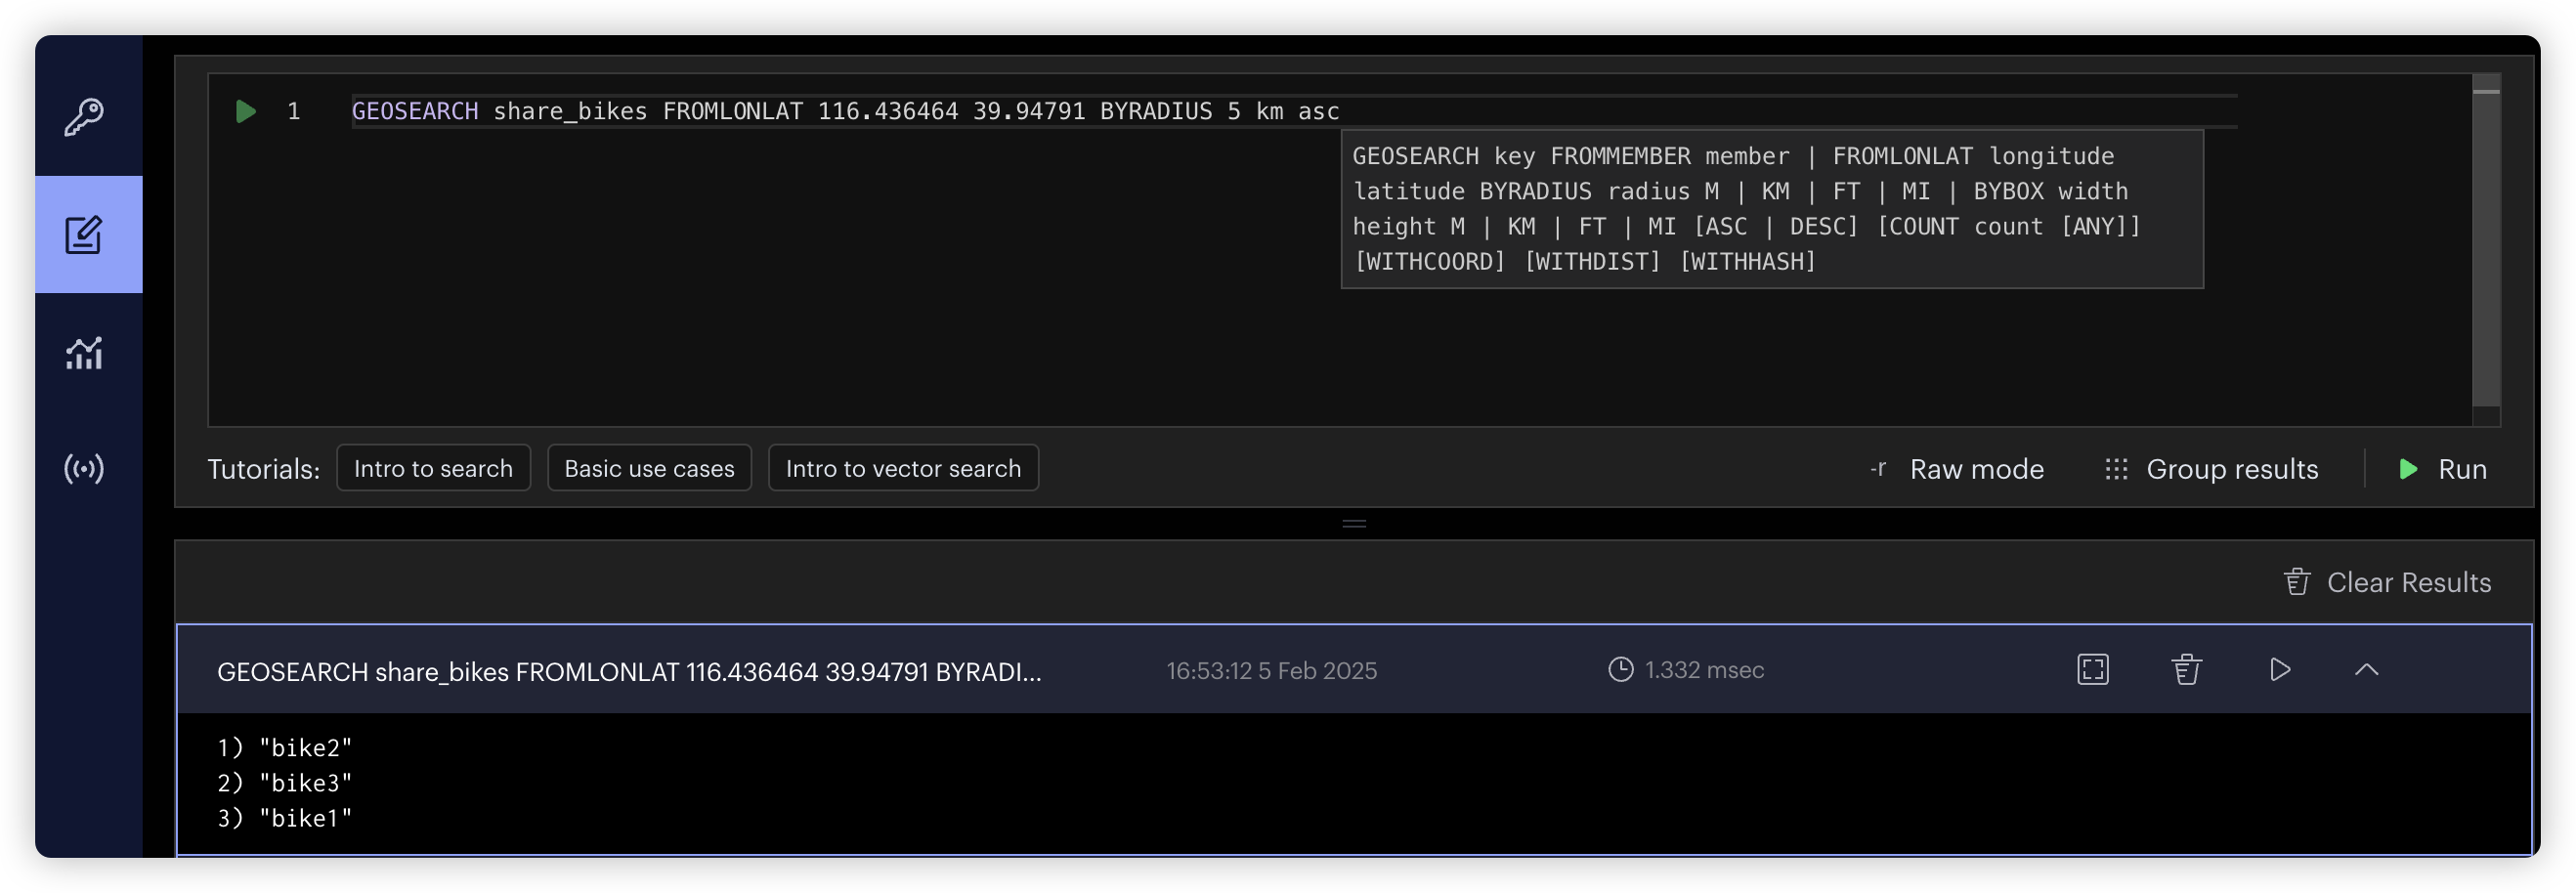 1 GEOSEARCH share_bikes FROMLONLAT 116.436464 39.94791 BYRADIUS 5 km asc
GEOSEARCH key FROMMEMBER member | FROMLONLAT longitude
latitude BYRADIUS radius M | KM | FT | MI | BYBOX width
height M | KM | FT | MI [ASC | DESC] [COUNT count [ANY]]
[WITHCOORD] [WITHDIST] [WITHHASH]
Tutorials: Intro to search Basic use cases Intro to vector search -r Raw mode Group results Run
Clear Results
GEOSEARCH share_bikes FROMLONLAT 116.436464 39.94791 BYRADI... 16:53:12 5 Feb 2025 1.332 msec
1) "bike2"
2) "bike3"
3) "bike1"